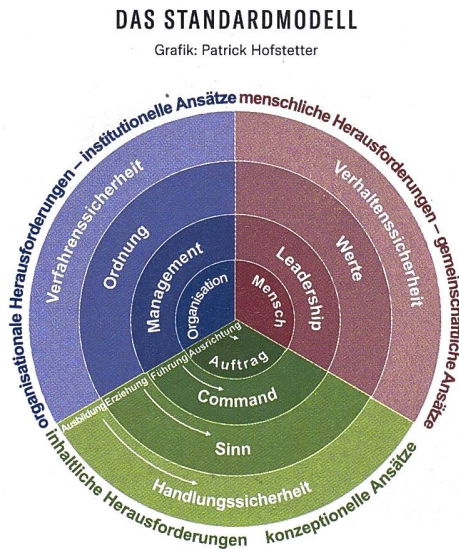 DAS STANDARDMODELL
Grafik: Patrick Hofstetter
organisationale Herausforderungen – institutionelle Ansätze
menschliche Herausforderungen – gemeinschaftliche Ansätze
Verfahrenssicherheit
Ordnung
Management
Organisation
Mensch
Leadership
Werte
Verhaltenssicherheit
Ausbildung
Erziehung
Führung
Ausrichtung
Auftrag
Command
Sinn
Handlungssicherheit
inhaltliche Herausforderungen konzeptionelle Ansätze